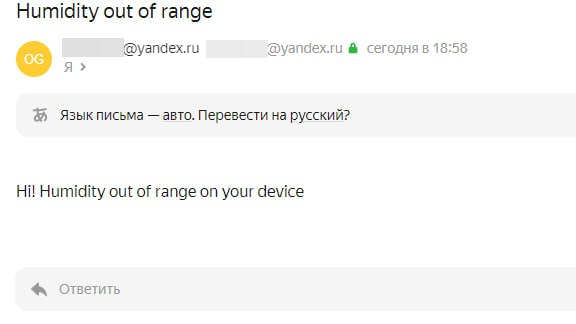 Humidity out of range
OG
@yandex.ru @yandex.ru сегодня в 18:58
Я >
あ Язык письма — авто. Перевести на русский?
Hi! Humidity out of range on your device
Ответить